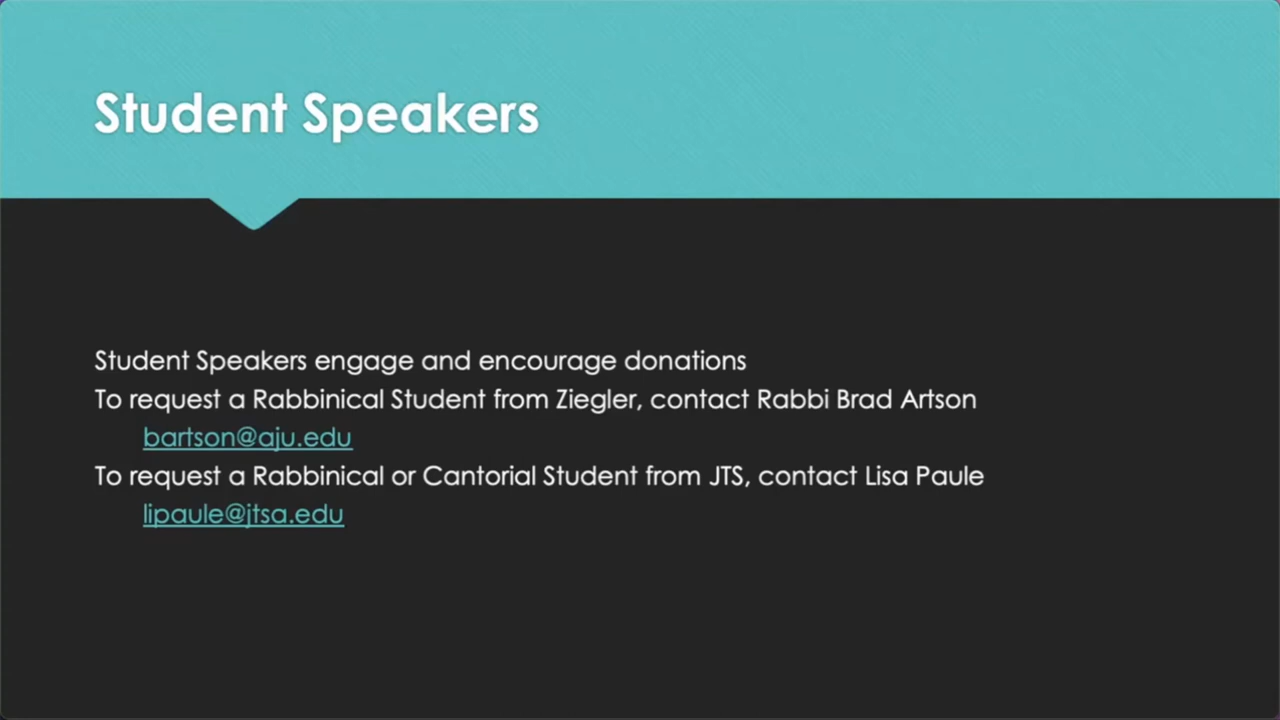 Student Speakers
Student Speakers engage and encourage donations
To request a Rabbinical Student from Ziegler, contact Rabbi Brad Artson
bartson@aju.edu
To request a Rabbinical or Cantorial Student from JTS, contact Lisa Paule
lipaule@jtsa.edu